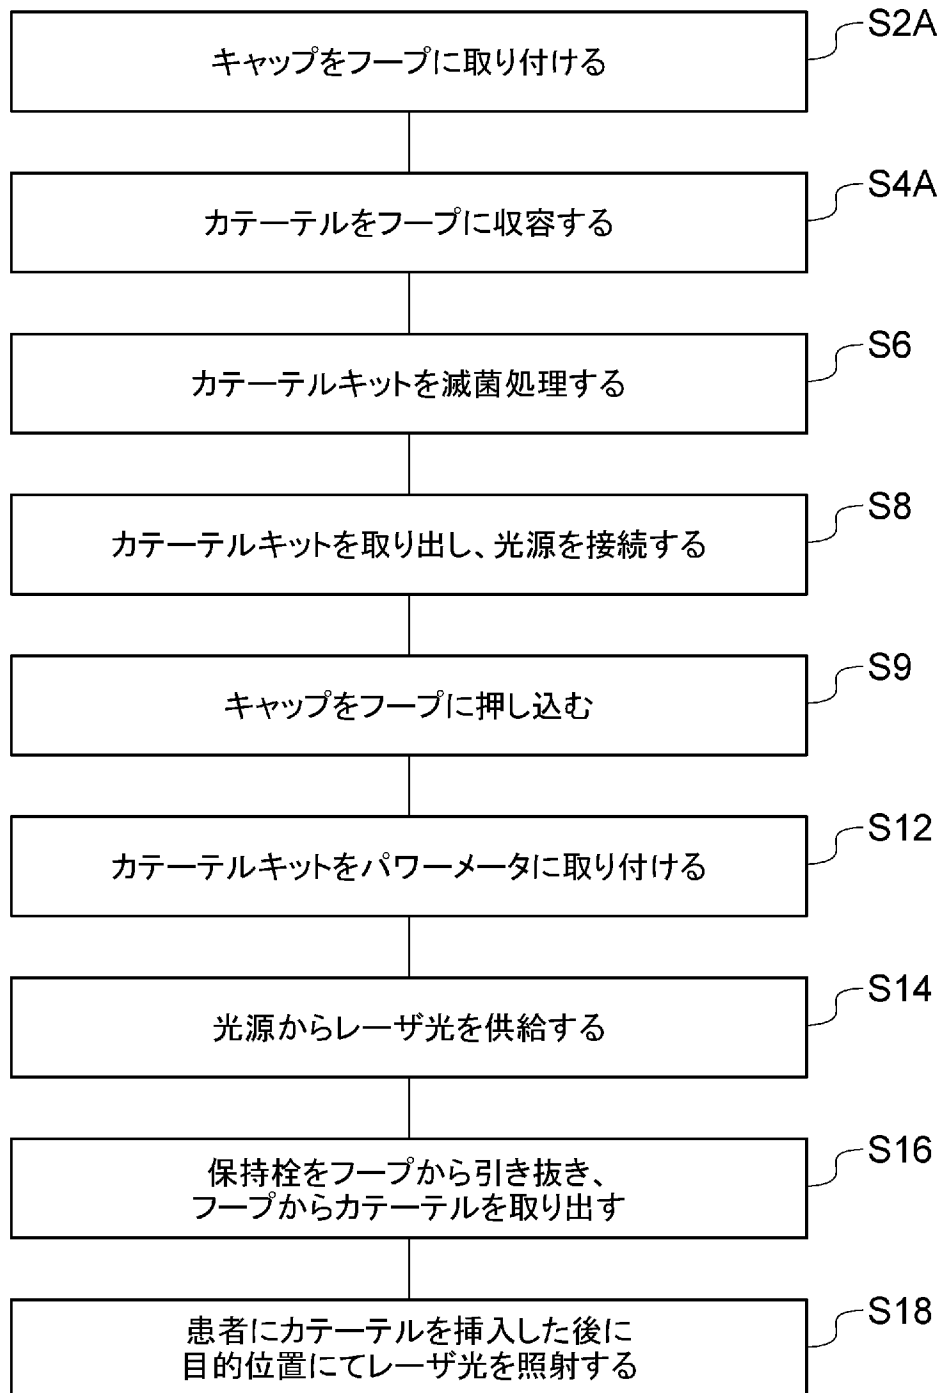 S2A
キャップをフープに取り付ける
S4A
カテーテルをフープに収容する
S6
カテーテルキットを滅菌処理する
S8
カテーテルキットを取り出し、光源を接続する
S9
キャップをフープに押し込む
S12
カテーテルキットをパワーメータに取り付ける
S14
光源からレーザ光を供給する
S16
保持栓をフープから引き抜き、
フープからカテーテルを取り出す
S18
患者にカテーテルを挿入した後に
目的位置にてレーザ光を照射する